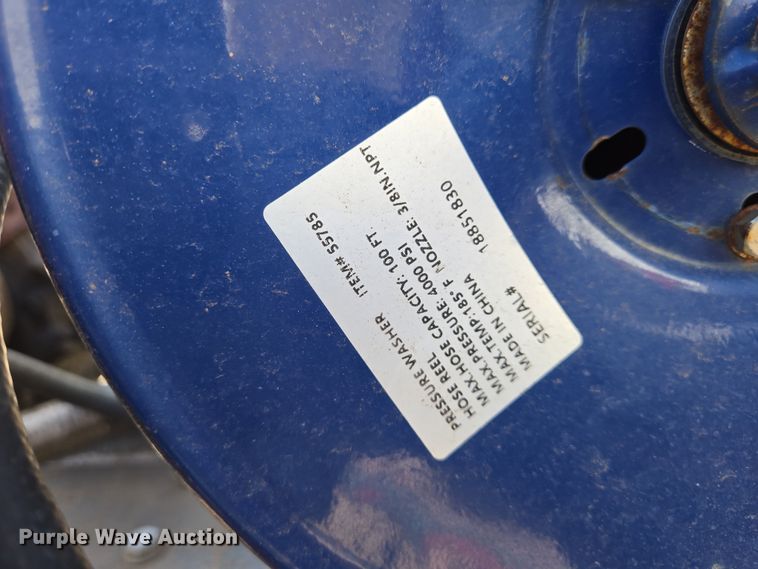 PRESSURE WASHER ITEM# 55785
HOSE REEL
MAX.HOSE CAPACITY: 100 FT.
MAX.PRESSURE: 4000 PSI
MAX.TEMP:185° F NOZZLE: 3/8IN.NPT
MADE IN CHINA
SERIAL# 18851830
Purple Wave Auction